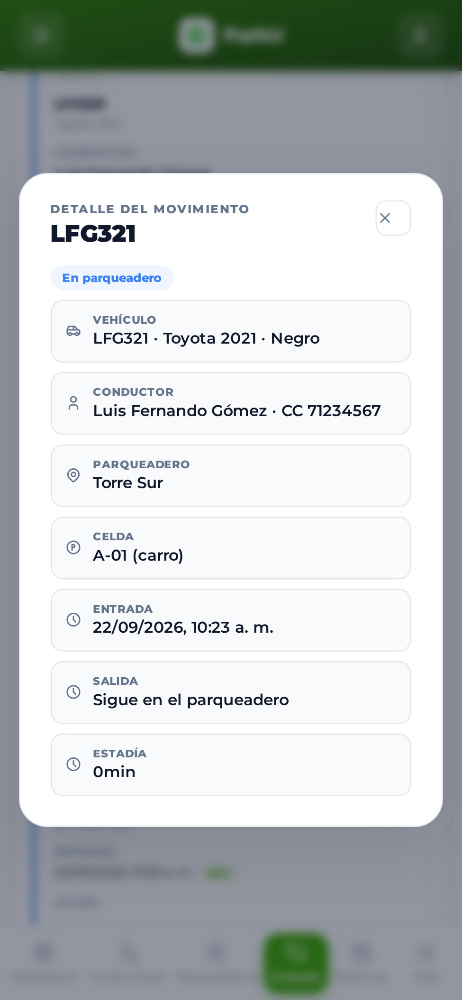 DETALLE DEL MOVIMIENTO
LFG321
En parqueadero
VEHÍCULO
LFG321 · Toyota 2021 · Negro
CONDUCTOR
Luis Fernando Gómez · CC 71234567
PARQUEADERO
Torre Sur
CELDA
A-01 (carro)
ENTRADA
22/09/2026, 10:23 a. m.
SALIDA
Sigue en el parqueadero
ESTADÍA
0min